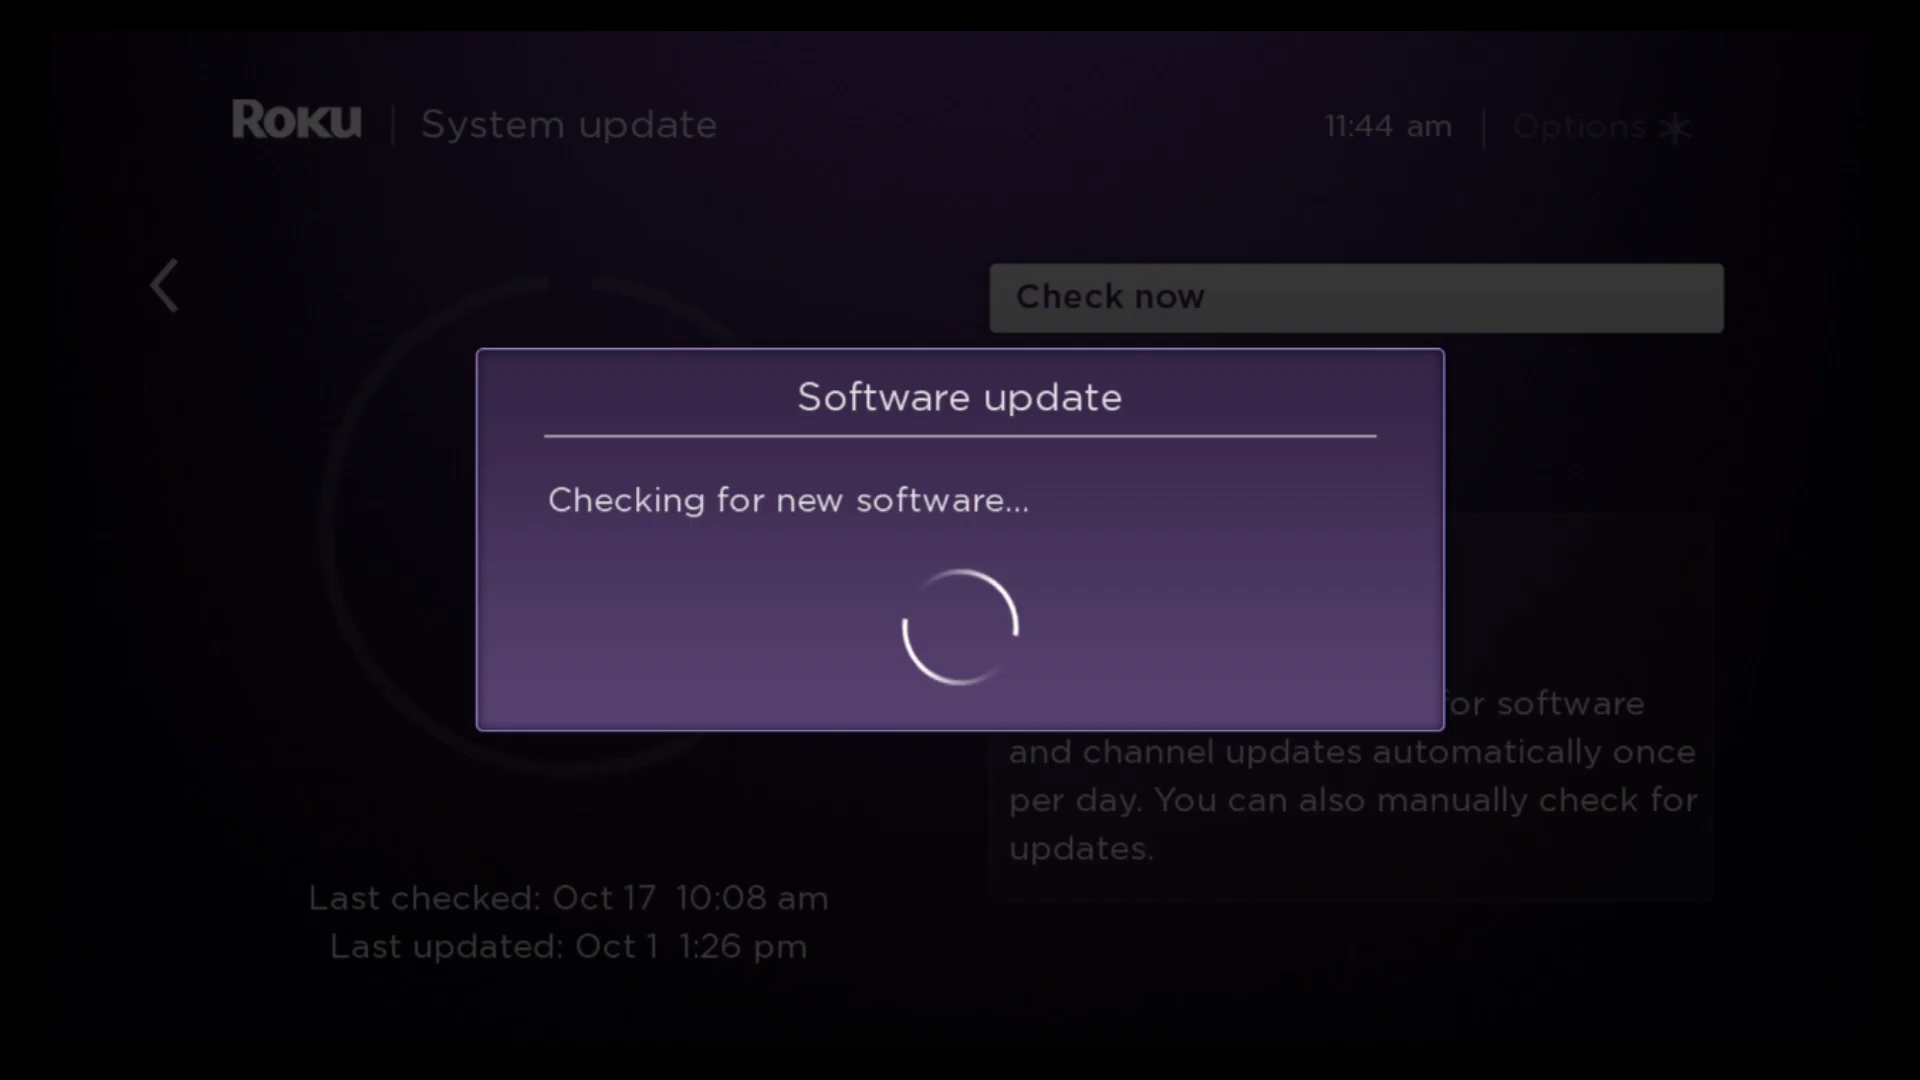 Roku | System update
11:44 am | Options *
Check now
Software update
Checking for new software...
for software
and channel updates automatically once
per day. You can also manually check for
updates.
Last checked: Oct 17 10:08 am
Last updated: Oct 1 1:26 pm